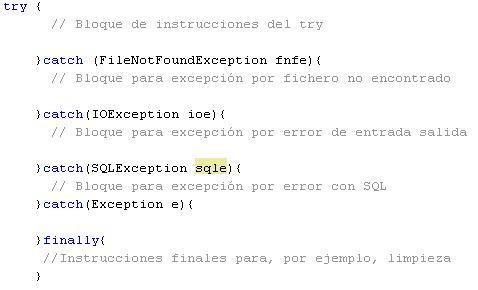 try {
// Bloque de instrucciones del try
}catch (FileNotFoundException fnfe){
// Bloque para excepción por fichero no encontrado
}catch(IOException ioe){
// Bloque para excepción por error de entrada salida
}catch(SQLException sqle){
// Bloque para excepción por error con SQL
}catch(Exception e){
}finally{
//Instrucciones finales para, por ejemplo, limpieza
}